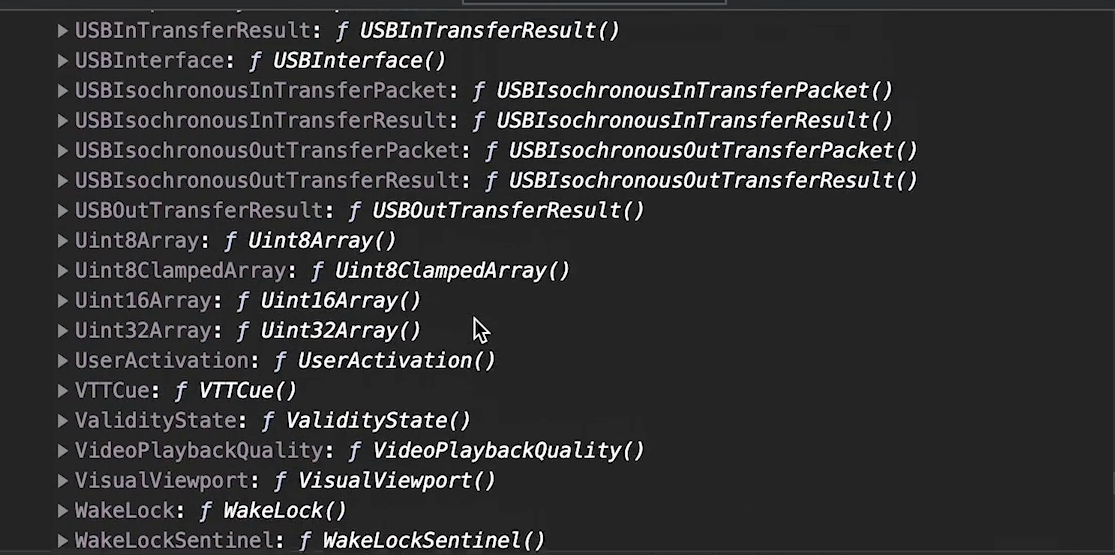 USBInTransferResult: ƒ USBInTransferResult()
USBInterface: ƒ USBInterface()
USBIsochronousInTransferPacket: ƒ USBIsochronousInTransferPacket()
USBIsochronousInTransferResult: ƒ USBIsochronousInTransferResult()
USBIsochronousOutTransferPacket: ƒ USBIsochronousOutTransferPacket()
USBIsochronousOutTransferResult: ƒ USBIsochronousOutTransferResult()
USBOutTransferResult: ƒ USBOutTransferResult()
Uint8Array: ƒ Uint8Array()
Uint8ClampedArray: ƒ Uint8ClampedArray()
Uint16Array: ƒ Uint16Array()
Uint32Array: ƒ Uint32Array()
UserActivation: ƒ UserActivation()
VTTCue: ƒ VTTCue()
ValidityState: ƒ ValidityState()
VideoPlaybackQuality: ƒ VideoPlaybackQuality()
VisualViewport: ƒ VisualViewport()
WakeLock: ƒ WakeLock()
WakeLockSentinel: ƒ WakeLockSentinel()